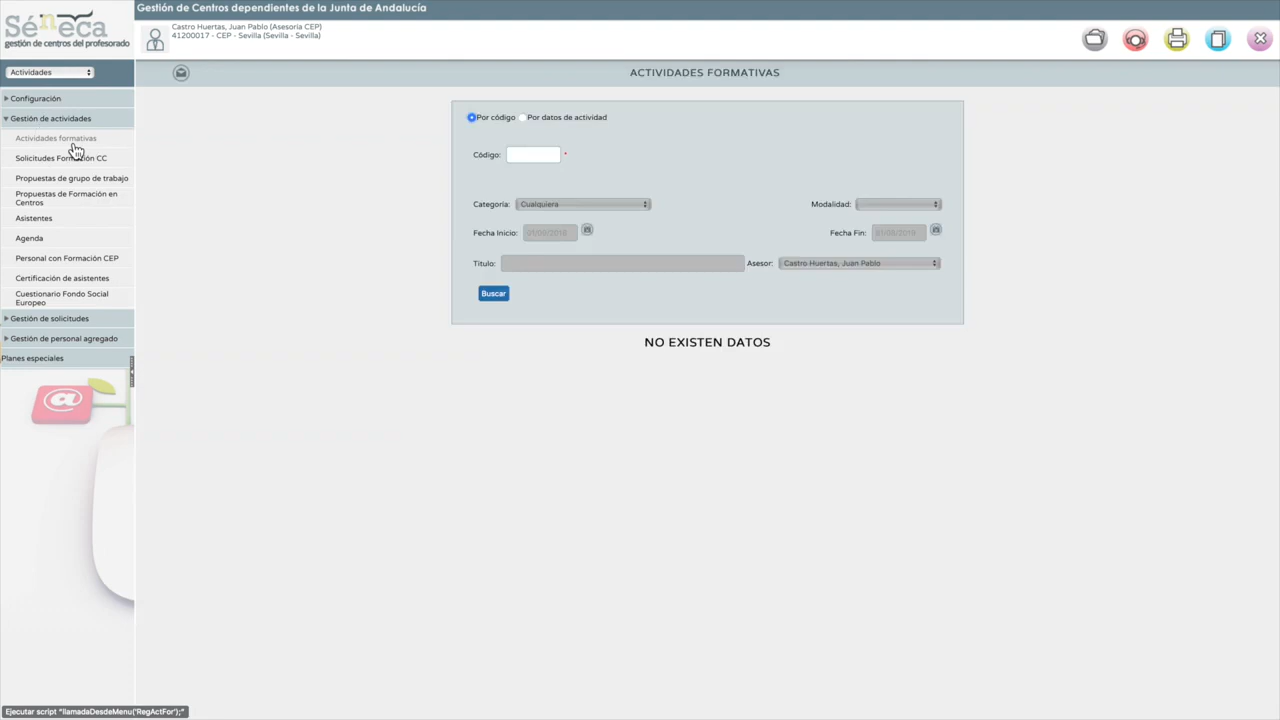 Gestión de Centros dependientes de la Junta de Andalucía
Séneca
gestión de centros del profesorado
Castro Huertas, Juan Pablo (Asesoría CEP)
41200017 - CEP - Sevilla (Sevilla - Sevilla)
Actividades
ACTIVIDADES FORMATIVAS
Configuración
Gestión de actividades
Actividades formativas
Solicitudes Formación CC
Propuestas de grupo de trabajo
Propuestas de Formación en
Centros
Asistentes
Agenda
Personal con Formación CEP
Certificación de asistentes
Cuestionario Fondo Social
Europeo
Gestión de solicitudes
Gestión de personal agregado
Planes especiales
Por código Por datos de actividad
Código: *
Categoría: Cualquiera Modalidad:
Fecha Inicio: 01/09/2018 Fecha Fin:
Título: Asesor: Castro Huertas, Juan Pablo
Buscar
NO EXISTEN DATOS
@
Ejecutar script "llamadaDesdeMenu('RegActFor');"